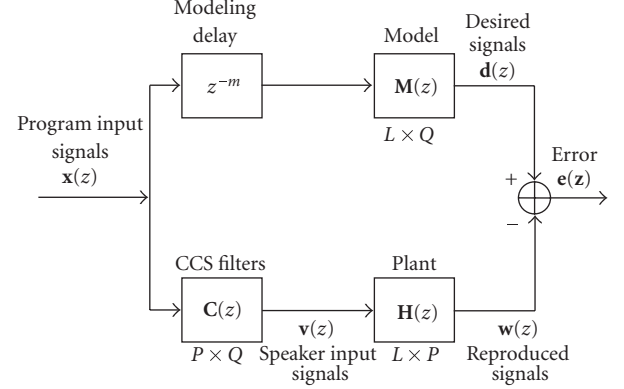 Modeling
delay
z⁻ᵐ
Model
M(z)
L × Q
Desired
signals
d(z)
Program input
signals
x(z)
Error
e(z)
+
−
CCS filters
C(z)
P × Q
v(z)
Speaker input
signals
Plant
H(z)
L × P
w(z)
Reproduced
signals